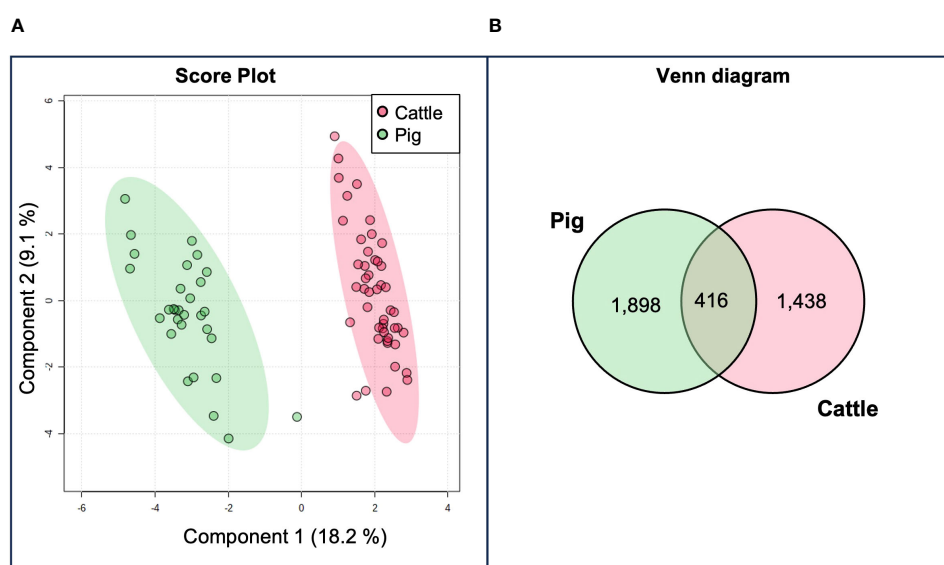 A
B
Score Plot
Venn diagram
Cattle
Pig
6
4
2
0
-2
-4
Component 2 (9.1 %)
-6
-4
-2
0
2
4
Component 1 (18.2 %)
Pig
1,898
416
1,438
Cattle